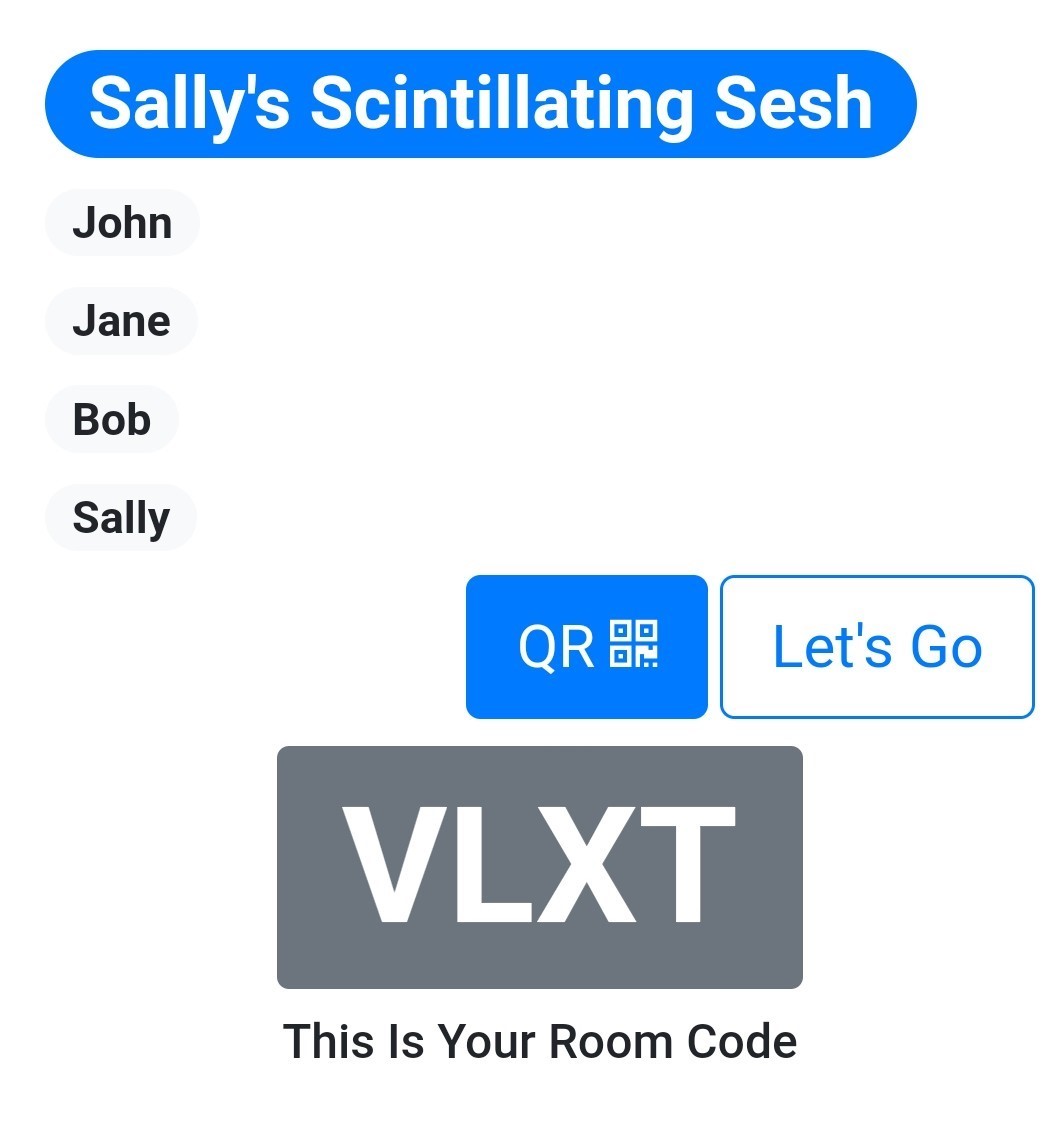 Sally's Scintillating Sesh
John
Jane
Bob
Sally
QR Let's Go
VLXT
This Is Your Room Code